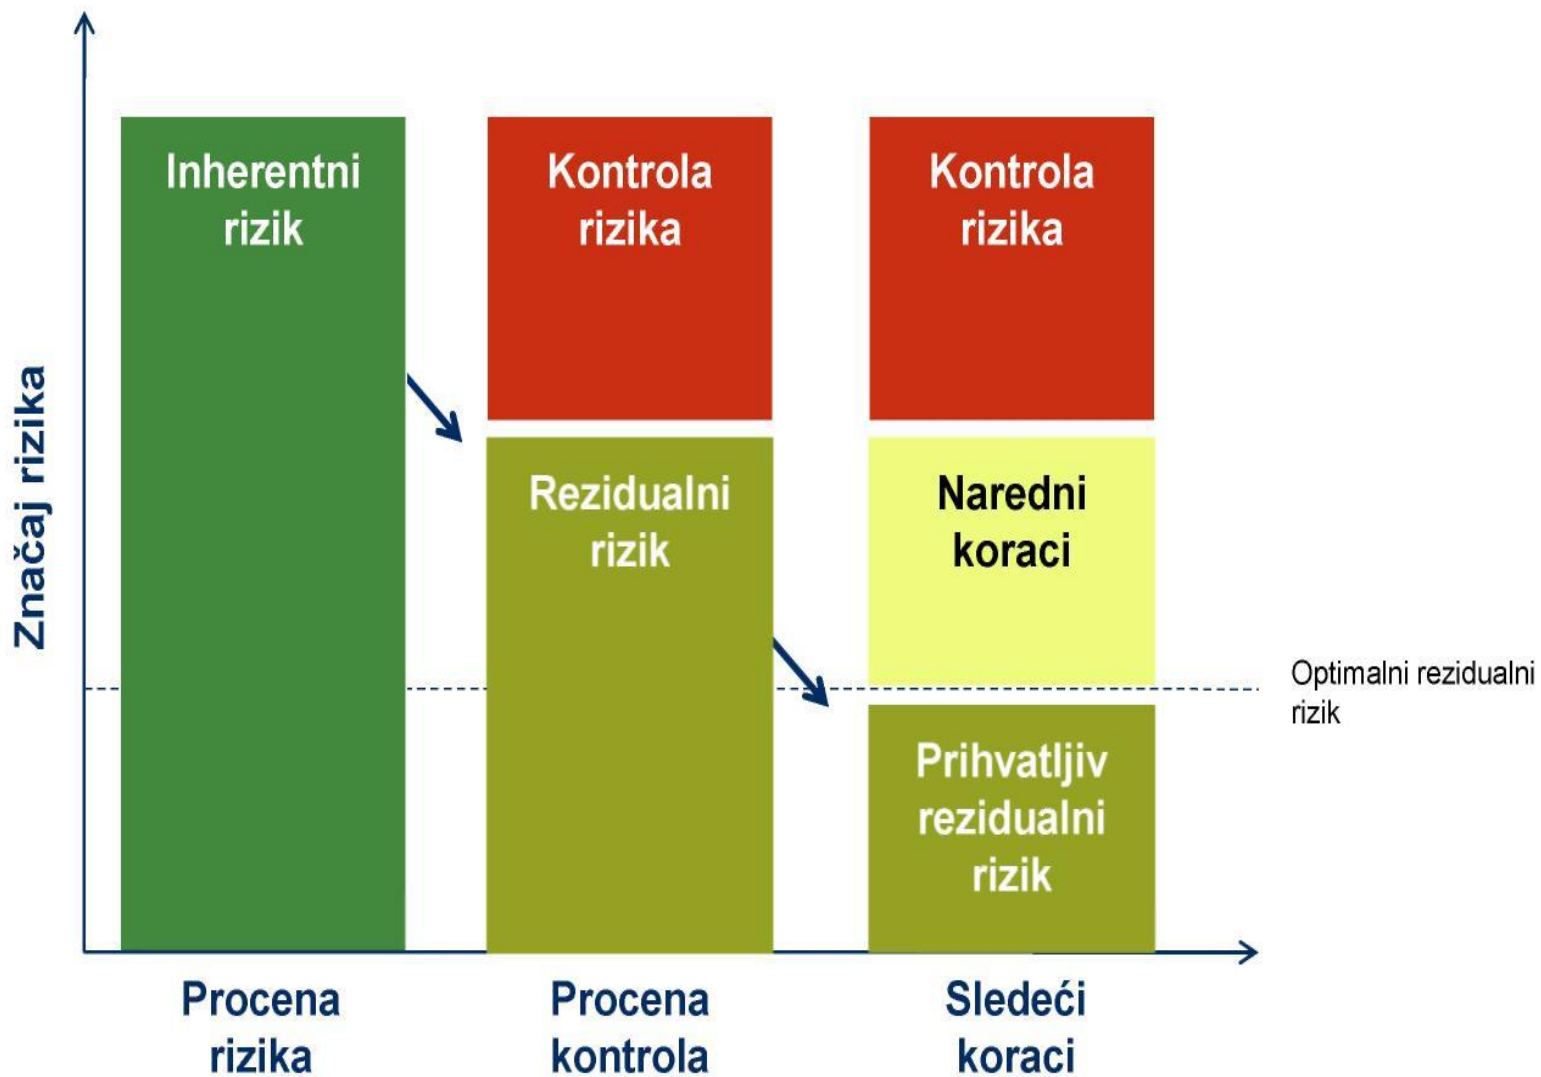 Značaj rizika
Inherentni
rizik
Kontrola
rizika
Kontrola
rizika
Rezidualni
rizik
Naredni
koraci
Optimalni rezidualni
rizik
Prihvatljiv
rezidualni
rizik
Procena
rizika
Procena
kontrola
Sledeći
koraci